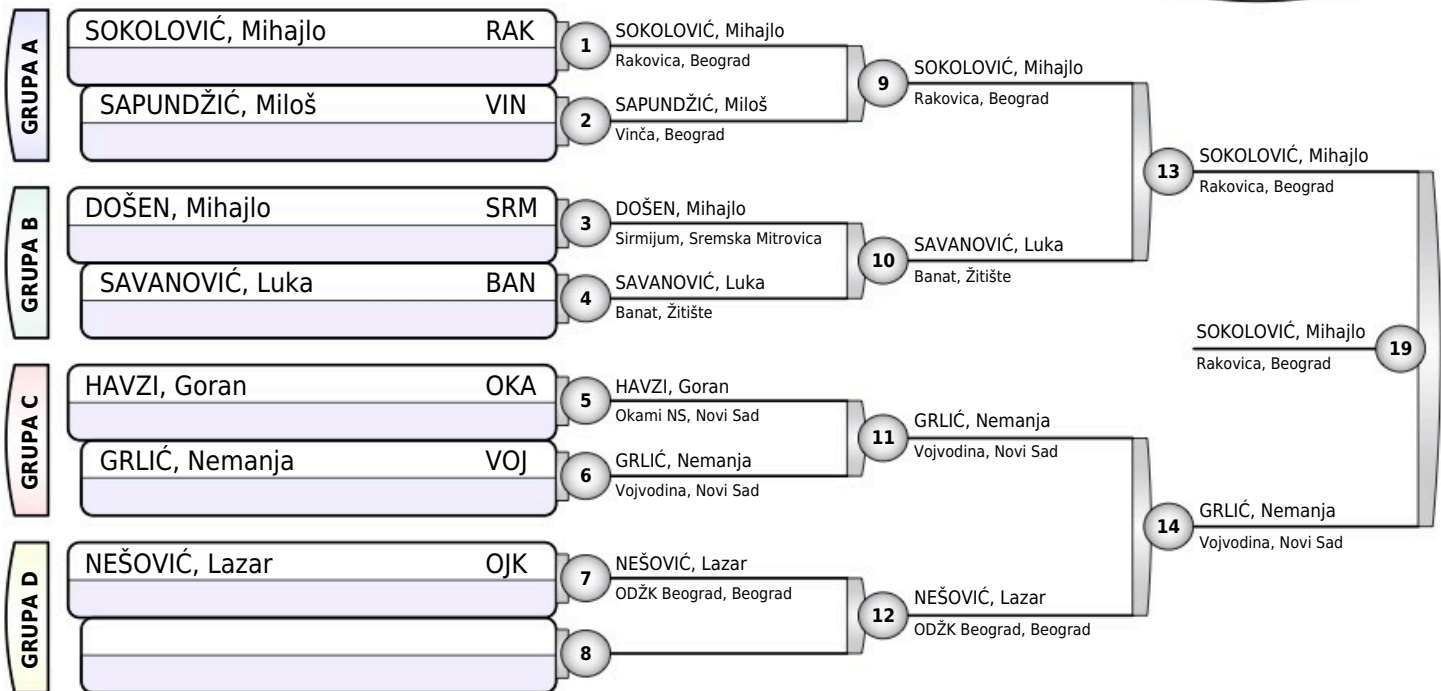 GRUPA A
SOKOLOVIĆ, Mihajlo RAK
SAPUNDŽIĆ, Miloš VIN
GRUPA B
DOŠEN, Mihajlo SRM
SAVANOVIĆ, Luka BAN
GRUPA C
HAVZI, Goran OKA
GRLIĆ, Nemanja VOJ
GRUPA D
NEŠOVIĆ, Lazar OJK
1
SOKOLOVIĆ, Mihajlo
Rakovica, Beograd
2
SAPUNDŽIĆ, Miloš
Vinča, Beograd
3
DOŠEN, Mihajlo
Sirmijum, Sremska Mitrovica
4
SAVANOVIĆ, Luka
Banat, Žitište
5
HAVZI, Goran
Okami NS, Novi Sad
6
GRLIĆ, Nemanja
Vojvodina, Novi Sad
7
NEŠOVIĆ, Lazar
ODŽK Beograd, Beograd
8
9
SOKOLOVIĆ, Mihajlo
Rakovica, Beograd
10
SAVANOVIĆ, Luka
Banat, Žitište
11
GRLIĆ, Nemanja
Vojvodina, Novi Sad
12
NEŠOVIĆ, Lazar
ODŽK Beograd, Beograd
13
SOKOLOVIĆ, Mihajlo
Rakovica, Beograd
14
GRLIĆ, Nemanja
Vojvodina, Novi Sad
SOKOLOVIĆ, Mihajlo
Rakovica, Beograd
19